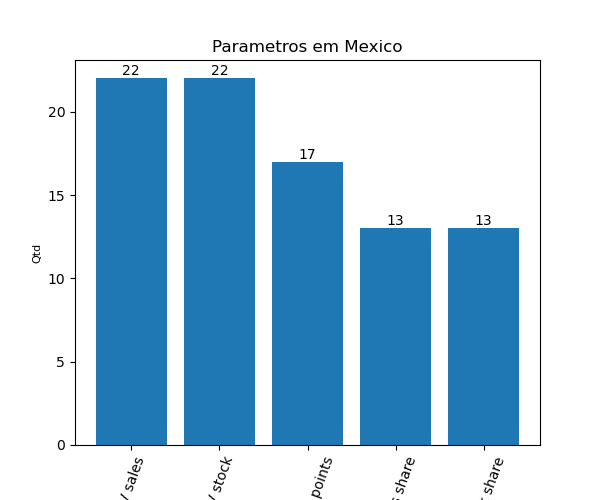 Parametros em Mexico
22
22
17
13
13
Qtd
20
15
10
5
0
sales
stock
points
share
share